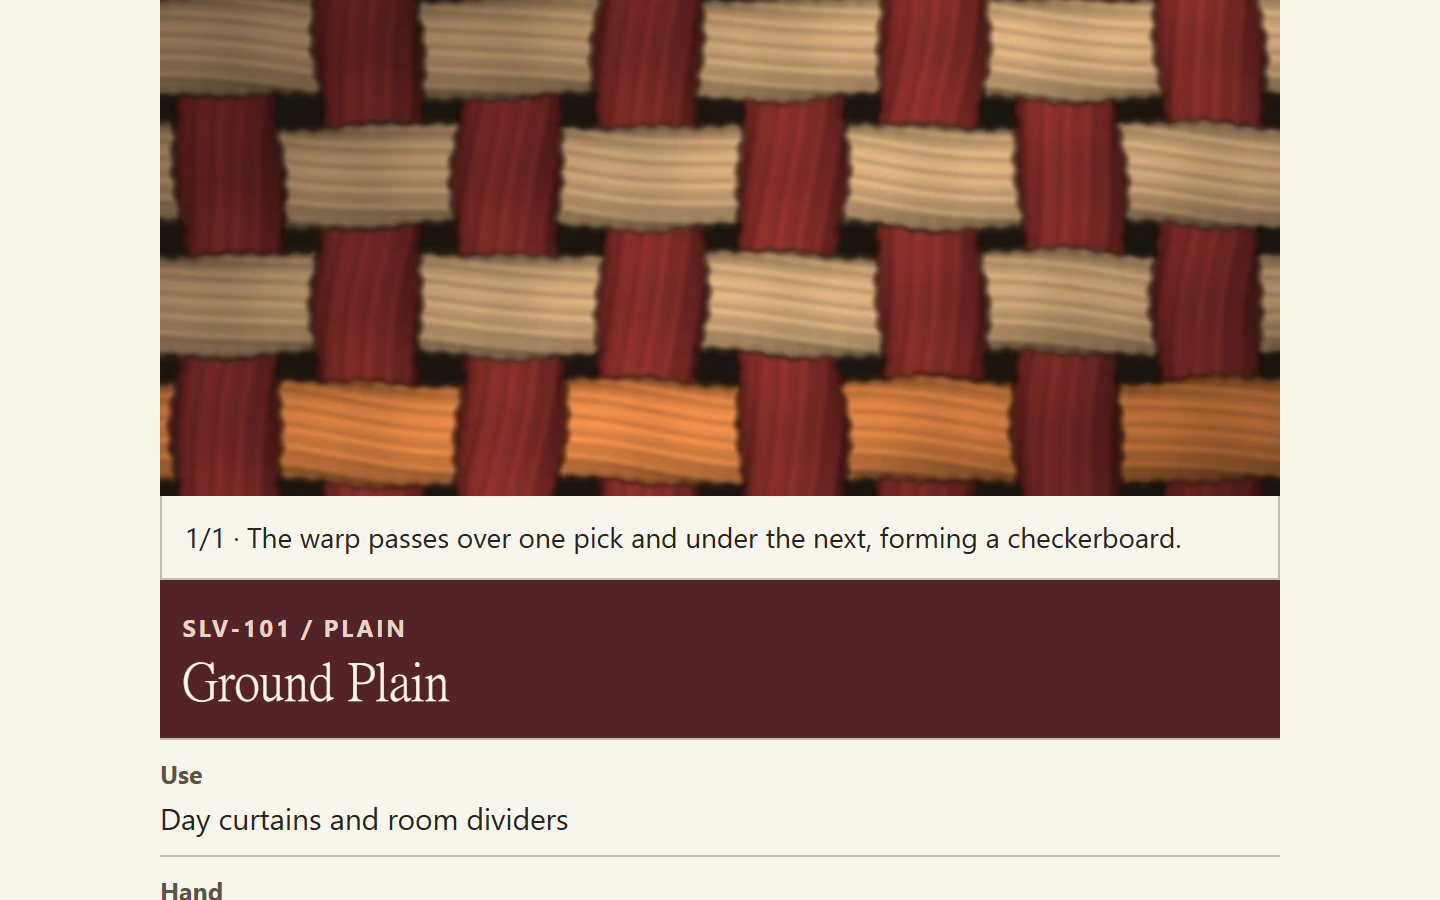 1/1 · The warp passes over one pick and under the next, forming a checkerboard.
SLV-101 / PLAIN
Ground Plain
Use
Day curtains and room dividers
Hand